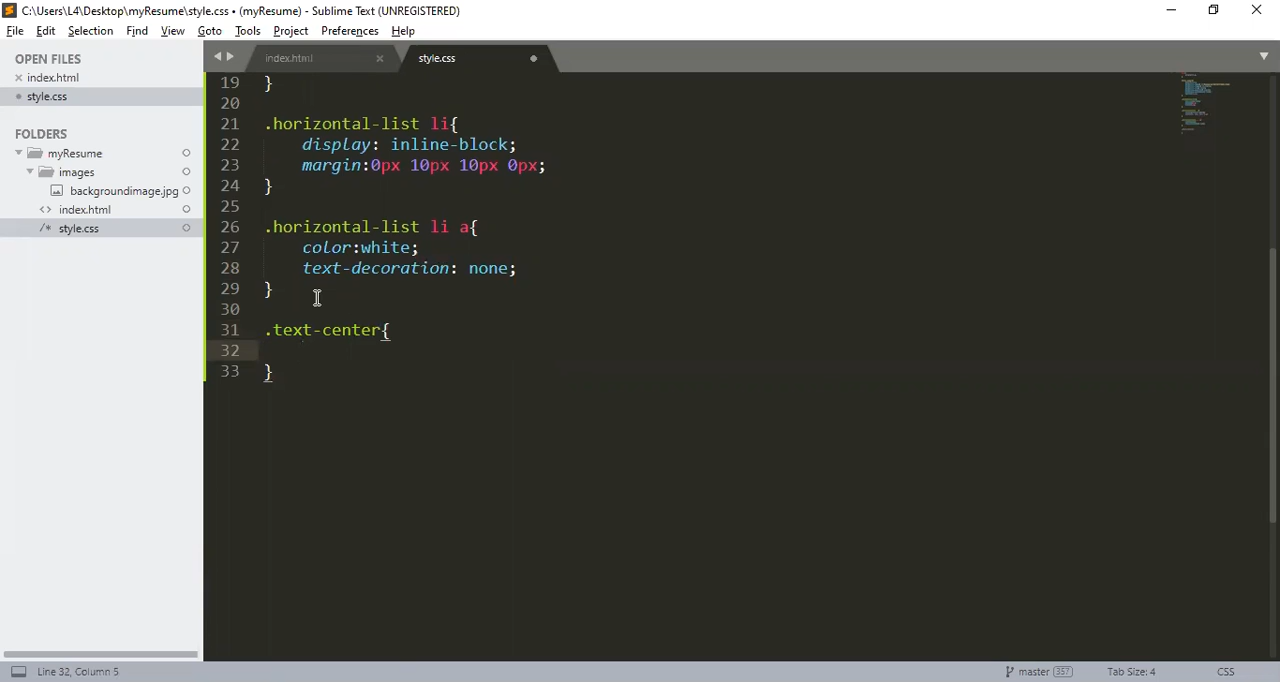 C:\Users\L4\Desktop\myResume\style.css • (myResume) - Sublime Text (UNREGISTERED)
File Edit Selection Find View Goto Tools Project Preferences Help
OPEN FILES
index.html
style.css
FOLDERS
myResume
images
backgroundimage.jpg
index.html
style.css
index.html
style.css
19 }
20
21 .horizontal-list li{
22 display: inline-block;
23 margin:0px 10px 10px 0px;
24 }
25
26 .horizontal-list li a{
27 color:white;
28 text-decoration: none;
29 }
30
31 .text-center{
32
33 }
Line 32, Column 5
master 357
Tab Size: 4
CSS